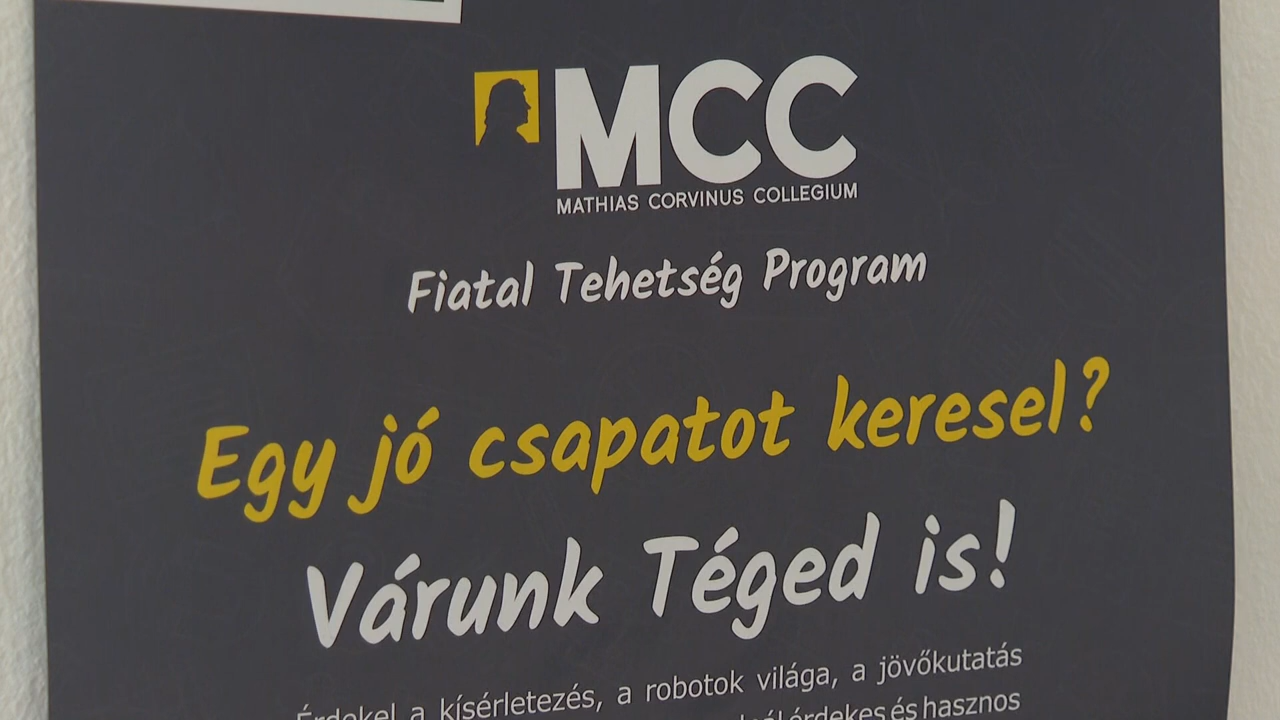 MCC
MATHIAS CORVINUS COLLEGIUM
Fiatal Tehetség Program
Egy jó csapatot keresel?
Várunk Téged is!
Érdekel a kísérletezés, a robotok világa, a jövőkutatás
érdekes és hasznos